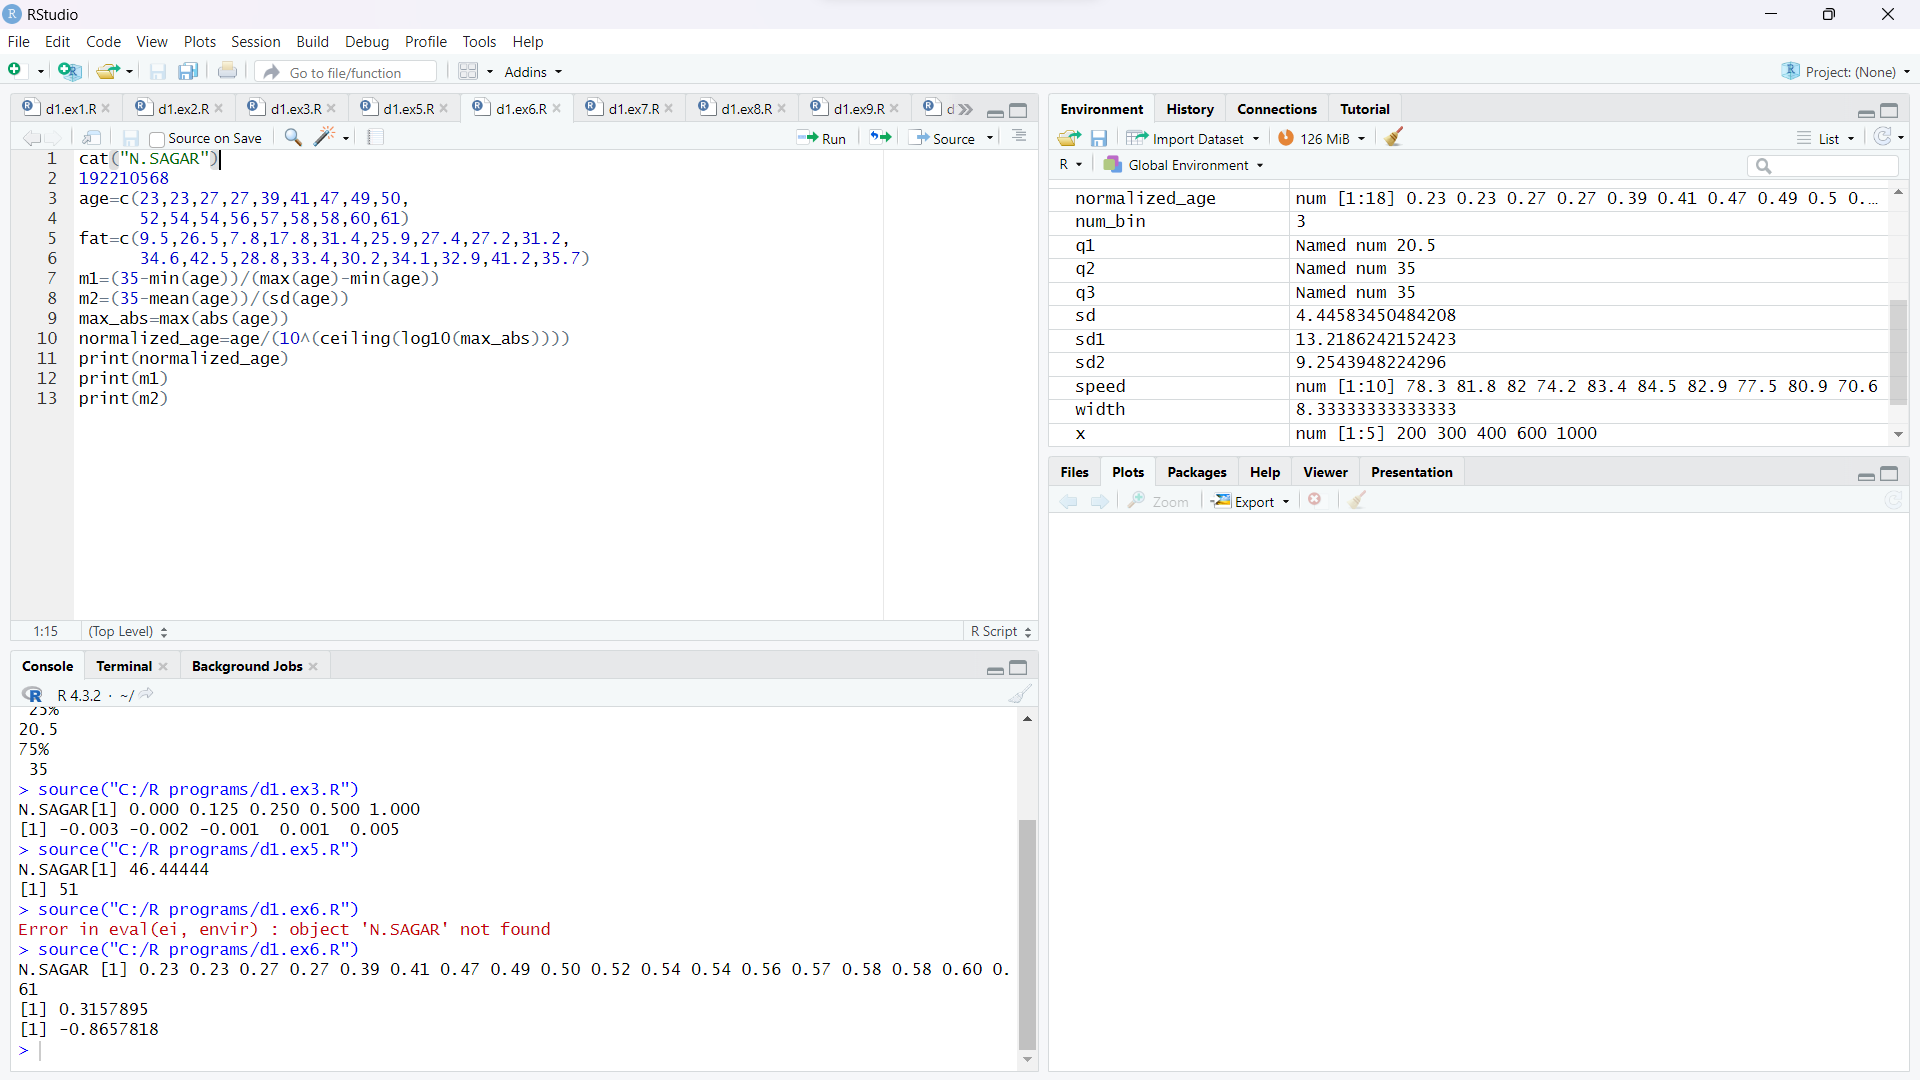 RStudio
File Edit Code View Plots Session Build Debug Profile Tools Help
Go to file/function Addins Project: (None)
d1.ex1.R d1.ex2.R d1.ex3.R d1.ex5.R d1.ex6.R d1.ex7.R d1.ex8.R d1.ex9.R d
Source on Save Run Source
1 cat("N.SAGAR")
2 192210568
3 age=c(23,23,27,27,39,41,47,49,50,
4 52,54,54,56,57,58,58,60,61)
5 fat=c(9.5,26.5,7.8,17.8,31.4,25.9,27.4,27.2,31.2,
6 34.6,42.5,28.8,33.4,30.2,34.1,32.9,41.2,35.7)
7 m1=(35-min(age))/(max(age)-min(age))
8 m2=(35-mean(age))/(sd(age))
9 max_abs=max(abs(age))
10 normalized_age=age/(10^(ceiling(log10(max_abs))))
11 print(normalized_age)
12 print(m1)
13 print(m2)
1:15 (Top Level) R Script
Console Terminal Background Jobs
R 4.3.2 · ~/
25%
20.5
75%
35
> source("C:/R programs/d1.ex3.R")
N.SAGAR[1] 0.000 0.125 0.250 0.500 1.000
[1] -0.003 -0.002 -0.001 0.001 0.005
> source("C:/R programs/d1.ex5.R")
N.SAGAR[1] 46.44444
[1] 51
> source("C:/R programs/d1.ex6.R")
Error in eval(ei, envir) : object 'N.SAGAR' not found
> source("C:/R programs/d1.ex6.R")
N.SAGAR [1] 0.23 0.23 0.27 0.27 0.39 0.41 0.47 0.49 0.50 0.52 0.54 0.54 0.56 0.57 0.58 0.58 0.60 0.
61
[1] 0.3157895
[1] -0.8657818
>
Environment History Connections Tutorial
Import Dataset 126 MiB List
R Global Environment
normalized_age num [1:18] 0.23 0.23 0.27 0.27 0.39 0.41 0.47 0.49 0.5 0.…
num_bin 3
q1 Named num 20.5
q2 Named num 35
q3 Named num 35
sd 4.44583450484208
sd1 13.2186242152423
sd2 9.2543948224296
speed num [1:10] 78.3 81.8 82 74.2 83.4 84.5 82.9 77.5 80.9 70.6
width 8.33333333333333
x num [1:5] 200 300 400 600 1000
Files Plots Packages Help Viewer Presentation
Zoom Export